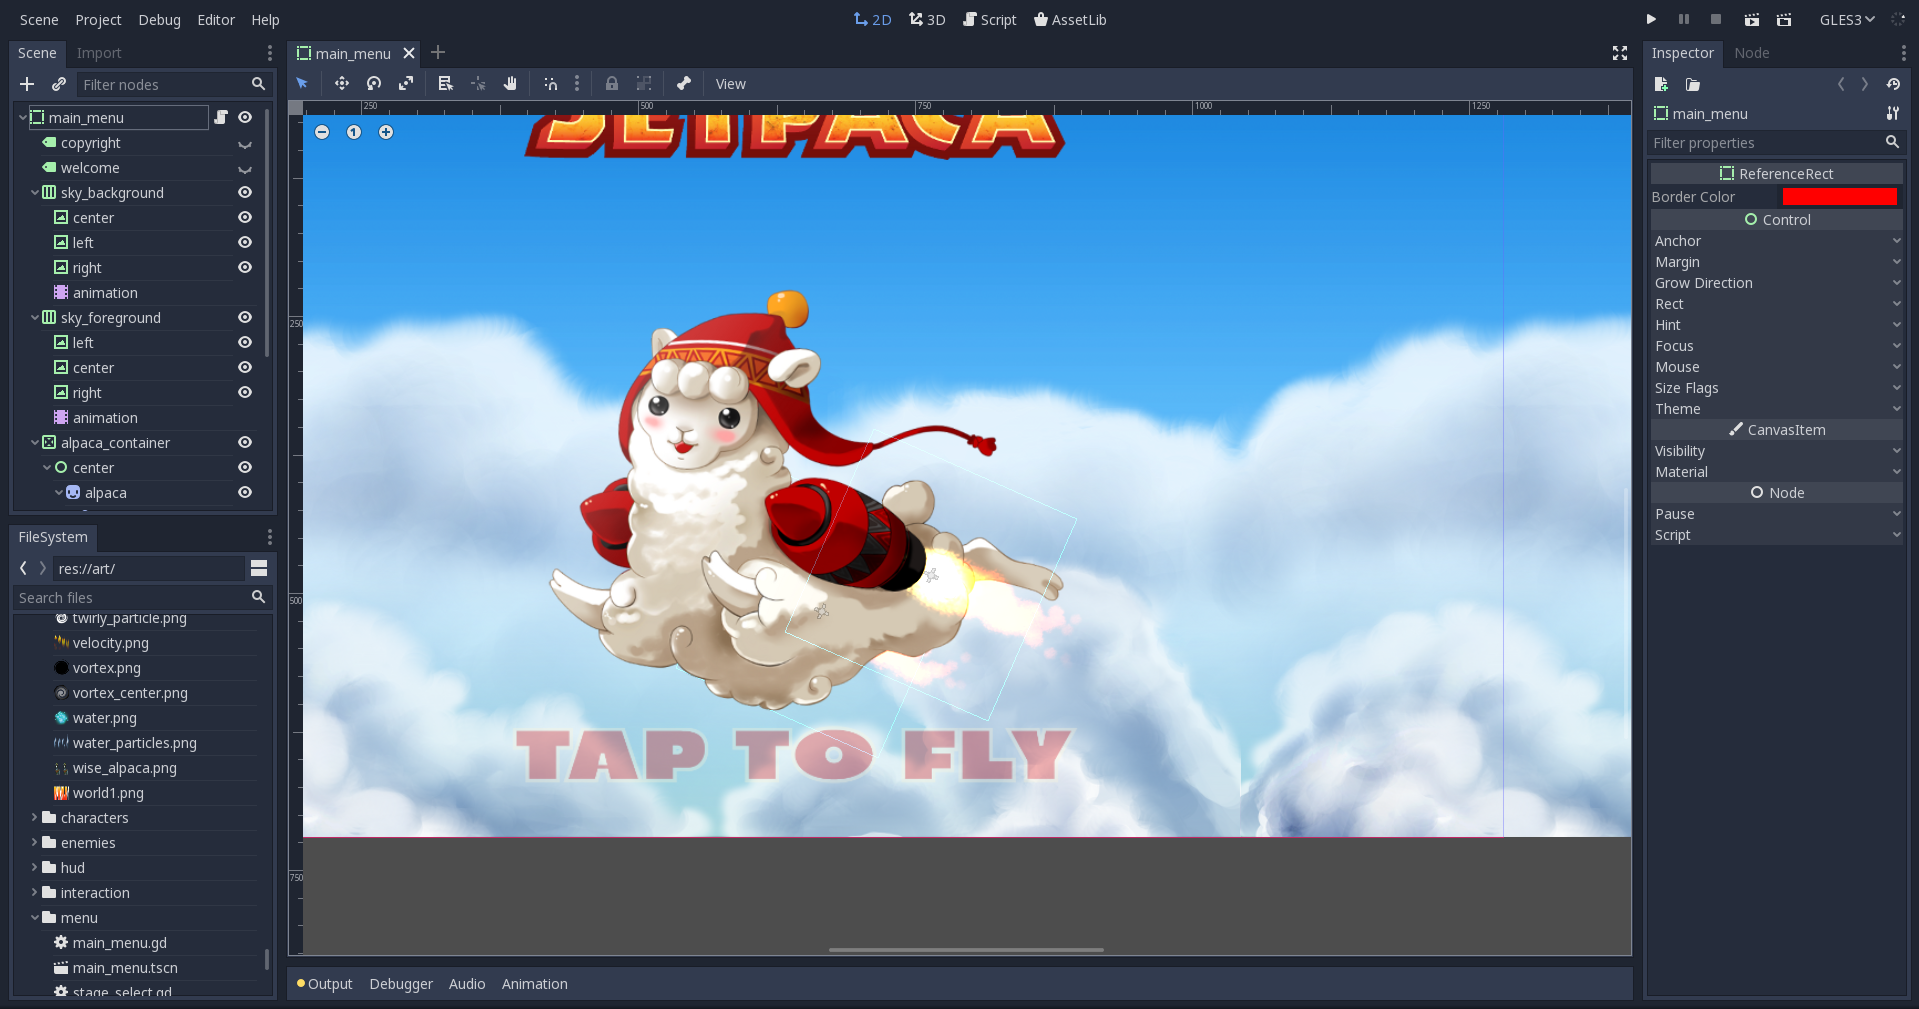 Scene Project Debug Editor Help
2D 3D Script AssetLib
GLES3
Scene Import
Filter nodes
main_menu
copyright
welcome
sky_background
center
left
right
animation
sky_foreground
left
center
right
animation
alpaca_container
center
alpaca
FileSystem
res://art/
Search files
twirly_particle.png
velocity.png
vortex.png
vortex_center.png
water.png
water_particles.png
wise_alpaca.png
world1.png
characters
enemies
hud
interaction
menu
main_menu.gd
main_menu.tscn
stage_select.gd
main_menu
View
250 500 750 1000 1250
250
500
750
1
JETPACA
TAP TO FLY
Output Debugger Audio Animation
Inspector Node
main_menu
Filter properties
ReferenceRect
Border Color
Control
Anchor
Margin
Grow Direction
Rect
Hint
Focus
Mouse
Size Flags
Theme
CanvasItem
Visibility
Material
Node
Pause
Script